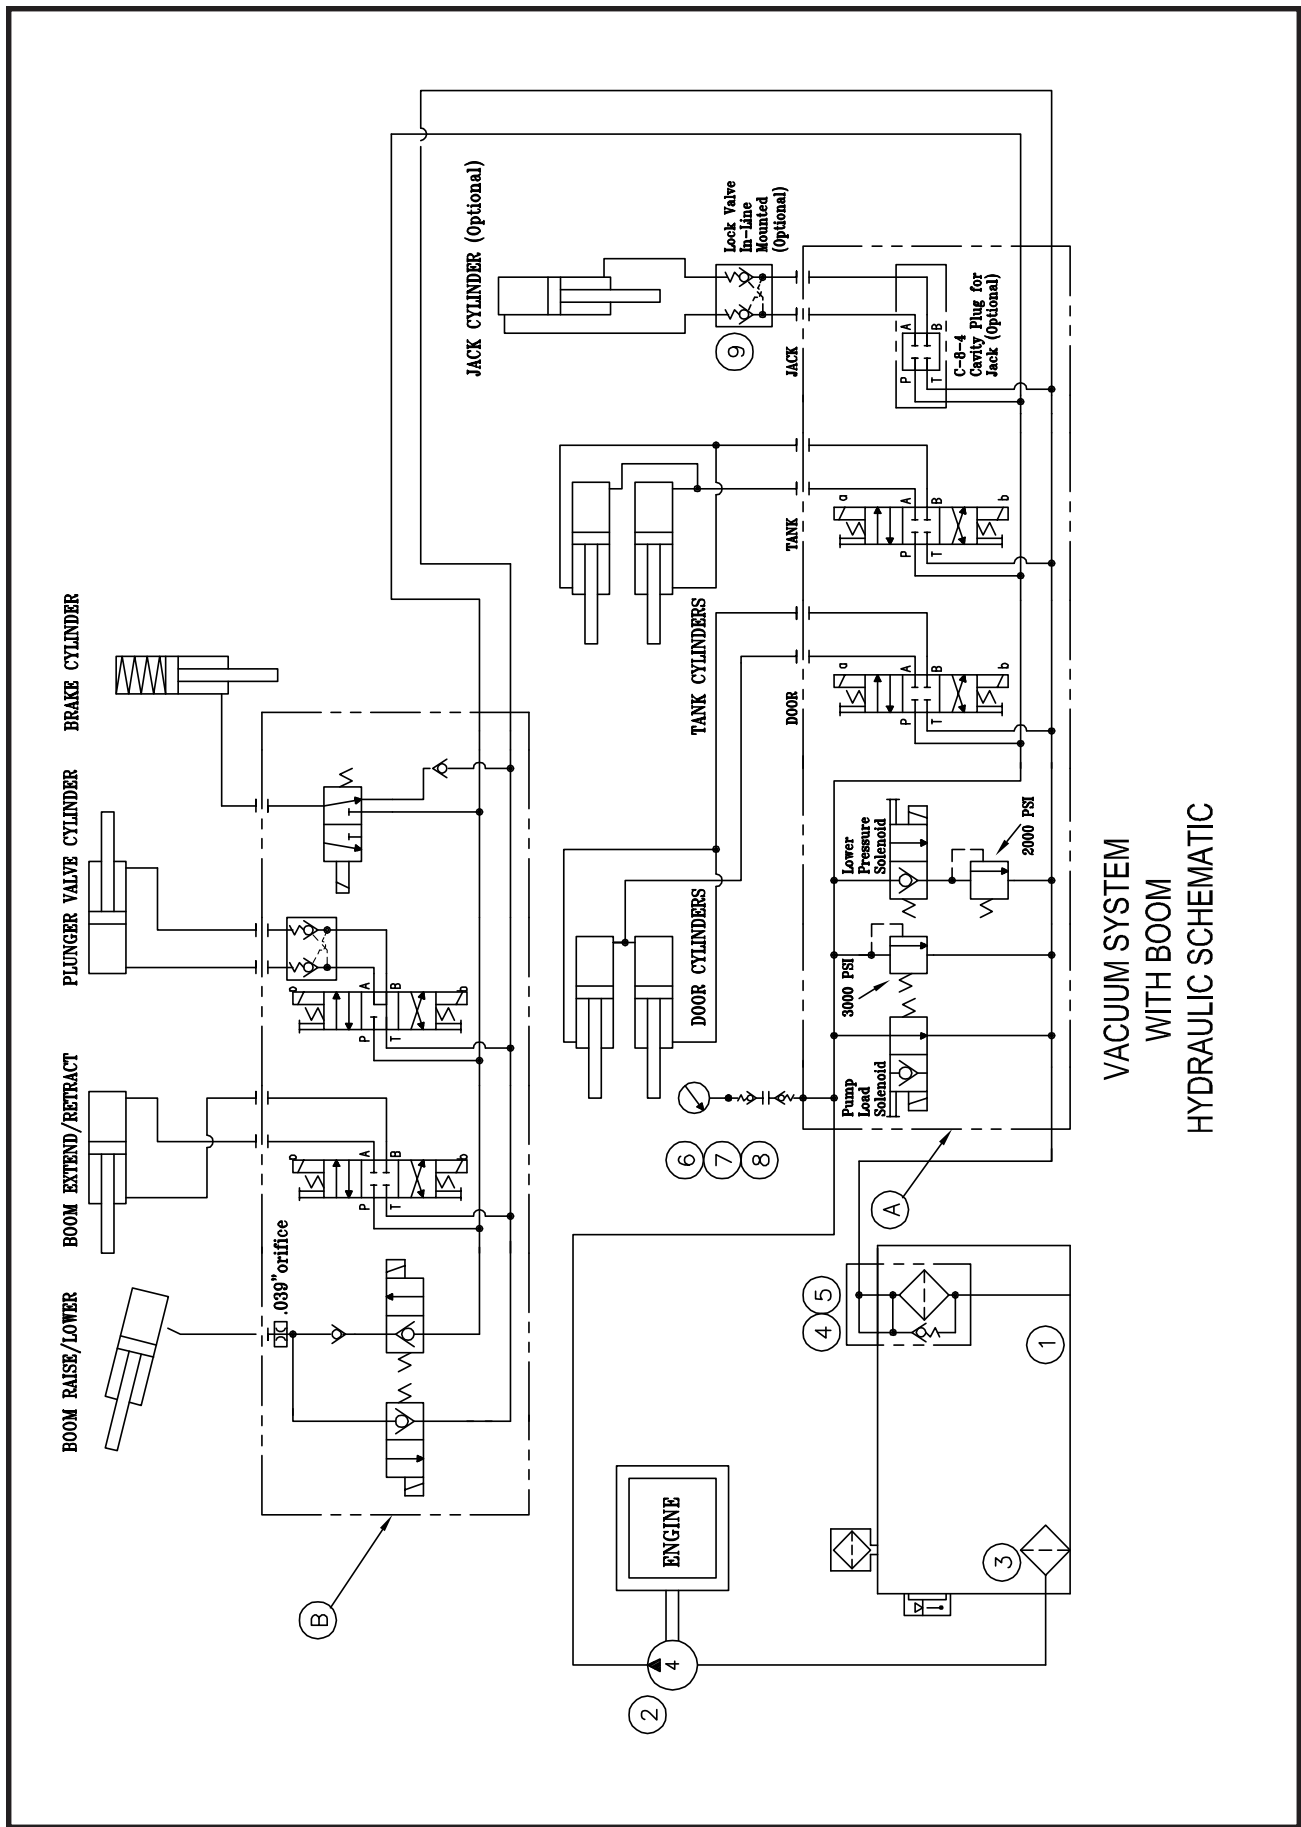 BOOM RAISE/LOWER
BOOM EXTEND/RETRACT
PLUNGER VALVE CYLINDER
BRAKE CYLINDER
.039"orifice
A
B
P
T
A
B
P
T
b
b
B
JACK CYLINDER (Optional)
Lock Valve
In-Line
Mounted
(Optional)
9
ENGINE
4
2
DOOR CYLINDERS
TANK CYLINDERS
DOOR
TANK
JACK
6
7
8
4
5
Pump
Load
Solenoid
3000 PSI
Lower
Pressure
Solenoid
2000 PSI
a
A
B
P
T
b
a
A
B
P
T
b
A
B
P
T
C-8-4
Cavity Plug for
Jack (Optional)
A
1
3
VACUUM SYSTEM
WITH BOOM
HYDRAULIC SCHEMATIC